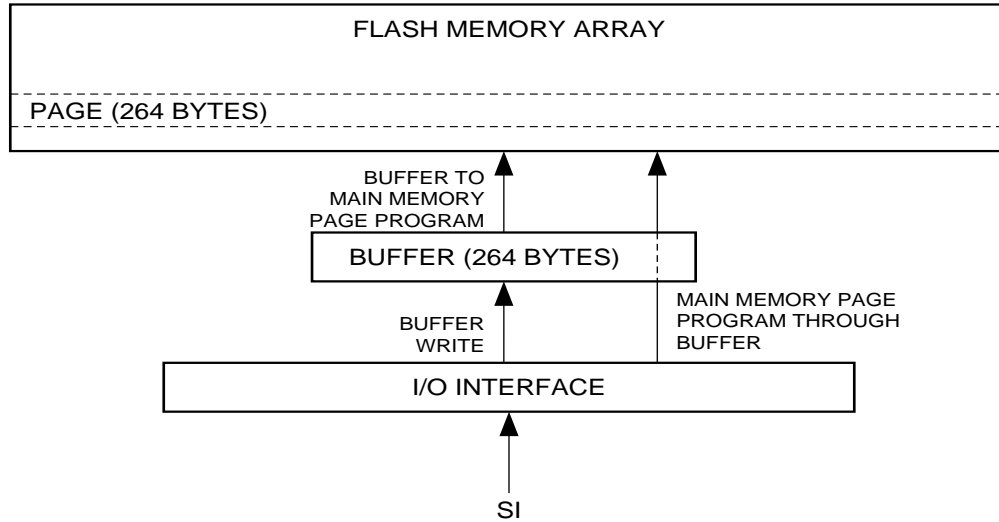 FLASH MEMORY ARRAY
PAGE (264 BYTES)
BUFFER TO
MAIN MEMORY
PAGE PROGRAM
BUFFER (264 BYTES)
BUFFER
WRITE
MAIN MEMORY PAGE
PROGRAM THROUGH
BUFFER
I/O INTERFACE
SI